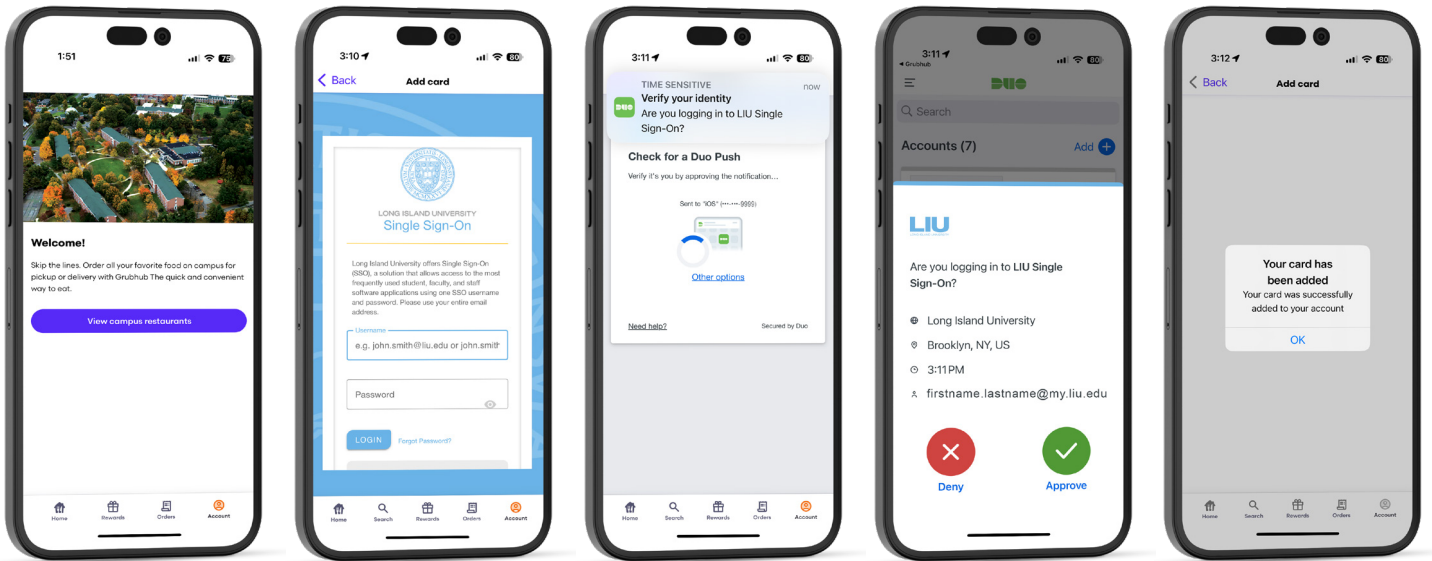 1:51
75
Welcome!
Skip the lines. Order all your favorite food on campus for
pickup or delivery with Grubhub The quick and convenient
way to eat.
View campus restaurants
Home
Rewards
Orders
Account
3:10
80
Back
Add card
LONG ISLAND UNIVERSITY
Single Sign-On
Long Island University offers Single Sign-On
(SSO), a solution that allows access to the most
frequently used student, faculty, and staff
software applications using one SSO username
and password. Please use your entire email
address.
Username
e.g. john.smith@liu.edu or john.smith
Password
LOGIN
Forgot Password?
Home
Search
Rewards
Orders
Account
3:11
80
TIME SENSITIVE
now
DUO
Verify your identity
Are you logging in to LIU Single
Sign-On?
Check for a Duo Push
Verify it's you by approving the notification...
Sent to "iOS" (•••-•••-9999)
Other options
Need help?
Secured by Duo
Home
Search
Rewards
Orders
Account
3:11
80
Grubhub
DUO
Search
Accounts (7)
Add
LIU
Are you logging in to LIU Single
Sign-On?
Long Island University
Brooklyn, NY, US
3:11 PM
firstname.lastname@my.liu.edu
Deny
Approve
3:12
80
Back
Add card
Your card has
been added
Your card was successfully
added to your account
OK
Home
Search
Rewards
Orders
Account